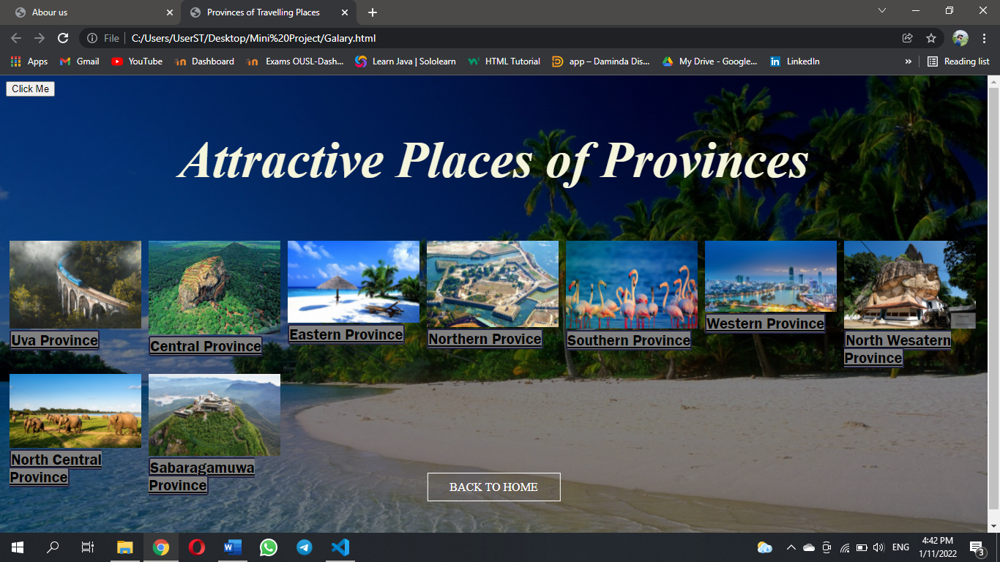 Abour us
Provinces of Travelling Places
File
C:/Users/UserST/Desktop/Mini%20Project/Galary.html
Apps
Gmail
YouTube
Dashboard
Exams OUSL-Dash...
Learn Java | Sololearn
HTML Tutorial
app – Daminda Dis...
My Drive - Google...
LinkedIn
»
Reading list
Click Me
Attractive Places of Provinces
Uva Province
Central Province
Eastern Province
Northern Provice
Southern Province
Western Province
North Wesatern
Province
North Central
Province
Sabaragamuwa
Province
BACK TO HOME
ENG
4:42 PM
1/11/2022
3